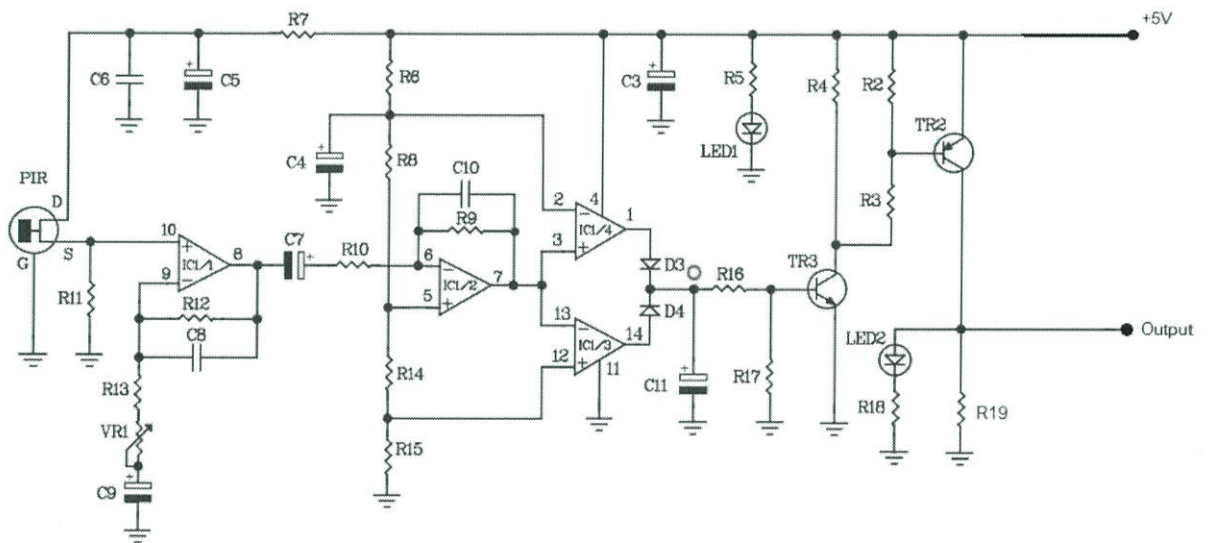 +5V
R7
C6
C5
R6
C3
R5
R4
R2
TR2
LED1
C4
R8
C10
PIR
D
R9
R3
2
4
1
3
IC1/4
G
S
10
8
IC1/1
9
C7
R10
6
7
IC1/2
5
D3
R16
TR3
D4
R11
R12
C8
13
14
IC1/3
12
11
LED2
Output
R13
R14
C11
R17
R18
R19
VR1
R15
C9